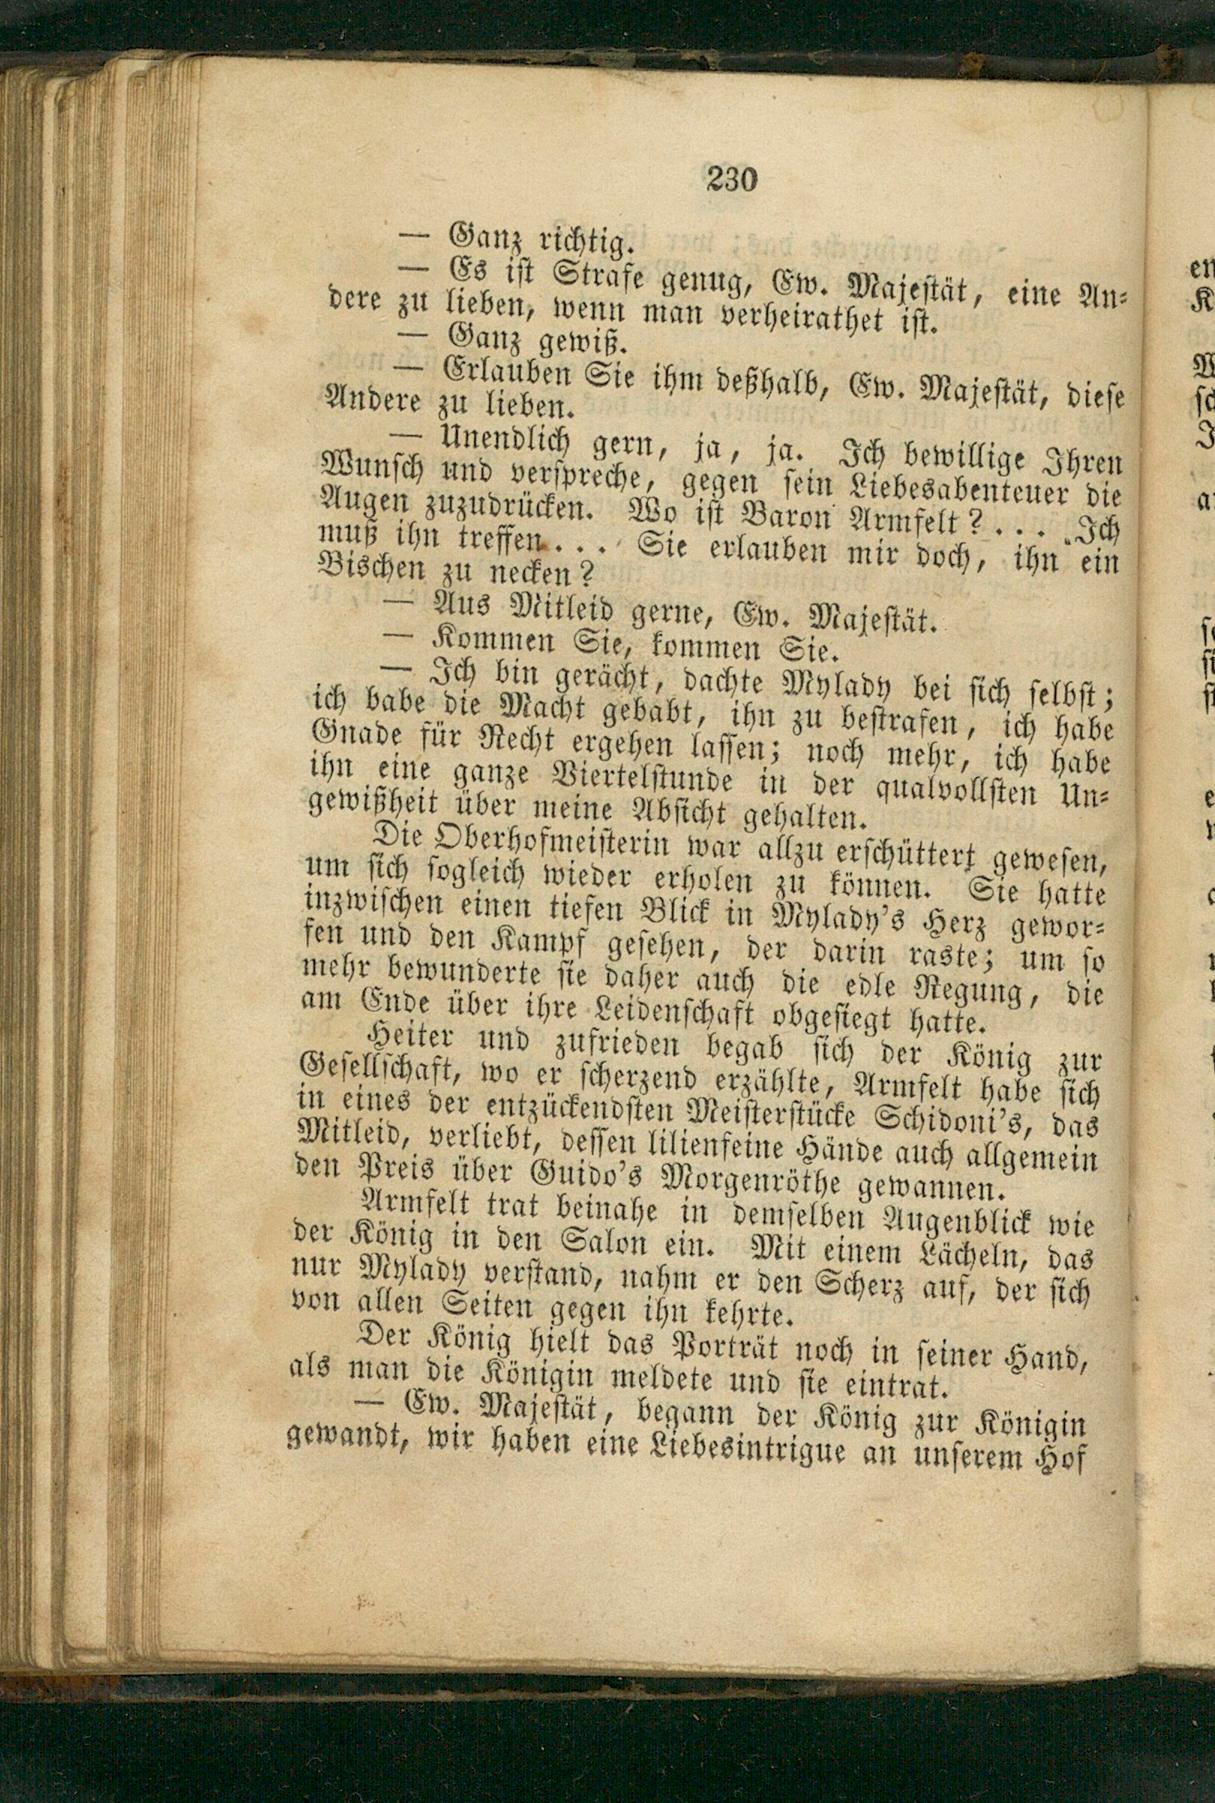 230
— Ganz richtig.
— Es ist Strafe genug, Ew. Majestät, eine An-
dere zu lieben, wenn man verheirathet ist.
— Ganz gewiß.
— Erlauben Sie ihm deßhalb, Ew. Majestät, diese
Andere zu lieben.
— Unendlich gern, ja, ja. Ich bewillige Ihren
Wunsch und verspreche, gegen sein Liebesabenteuer die
Augen zuzudrücken. Wo ist Baron Armfelt?... Ich
muß ihn treffen... Sie erlauben mir doch, ihn ein
Bischen zu necken?
— Aus Mitleid gerne, Ew. Majestät.
— Kommen Sie, kommen Sie.
— Ich bin gerächt, dachte Mylady bei sich selbst;
ich babe die Macht gebabt, ihn zu bestrafen, ich habe
Gnade für Recht ergehen lassen; noch mehr, ich habe
ihn eine ganze Viertelstunde in der qualvollsten Un-
gewißheit über meine Absicht gehalten.
Die Oberhofmeisterin war allzu erschüttert gewesen,
um sich sogleich wieder erholen zu können. Sie hatte
inzwischen einen tiefen Blick in Mylady's Herz gewor-
fen und den Kampf gesehen, der darin raste; um so
mehr bewunderte sie daher auch die edle Regung, die
am Ende über ihre Leidenschaft obgesiegt hatte.
Heiter und zufrieden begab sich der König zur
Gesellschaft, wo er scherzend erzählte, Armfelt habe sich
in eines der entzückendsten Meisterstücke Schidoni's, das
Mitleid, verliebt, dessen lilienfeine Hände auch allgemein
den Preis über Guido's Morgenröthe gewannen.
Armfelt trat beinahe in demselben Augenblick wie
der König in den Salon ein. Mit einem Lächeln, das
nur Mylady verstand, nahm er den Scherz auf, der sich
von allen Seiten gegen ihn kehrte.
Der König hielt das Porträt noch in seiner Hand,
als man die Königin meldete und sie eintrat.
— Ew. Majestät, begann der König zur Königin
gewandt, wir haben eine Liebesintrigue an unserem Hof